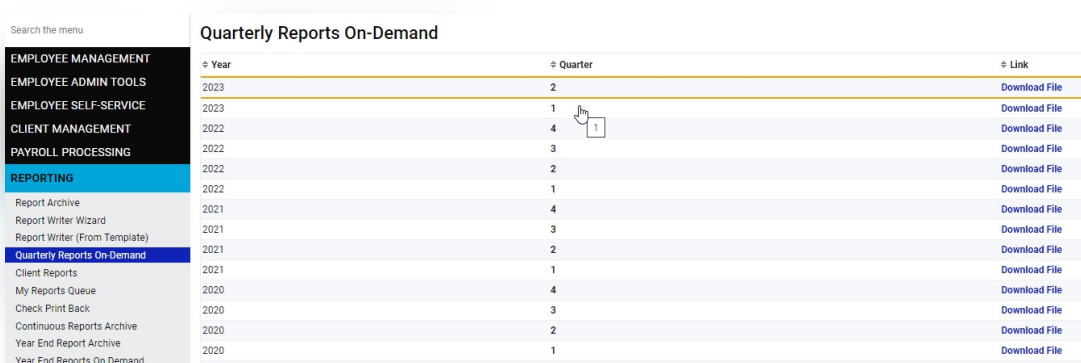 Search the menu
EMPLOYEE MANAGEMENT
EMPLOYEE ADMIN TOOLS
EMPLOYEE SELF-SERVICE
CLIENT MANAGEMENT
PAYROLL PROCESSING
REPORTING
Report Archive
Report Writer Wizard
Report Writer (From Template)
Quarterly Reports On-Demand
Client Reports
My Reports Queue
Check Print Back
Continuous Reports Archive
Year End Report Archive
Year End Reports On Demand
Quarterly Reports On-Demand
Year Quarter Link
2023 2 Download File
2023 1 Download File
1
2022 4 Download File
2022 3 Download File
2022 2 Download File
2022 1 Download File
2021 4 Download File
2021 3 Download File
2021 2 Download File
2021 1 Download File
2020 4 Download File
2020 3 Download File
2020 2 Download File
2020 1 Download File